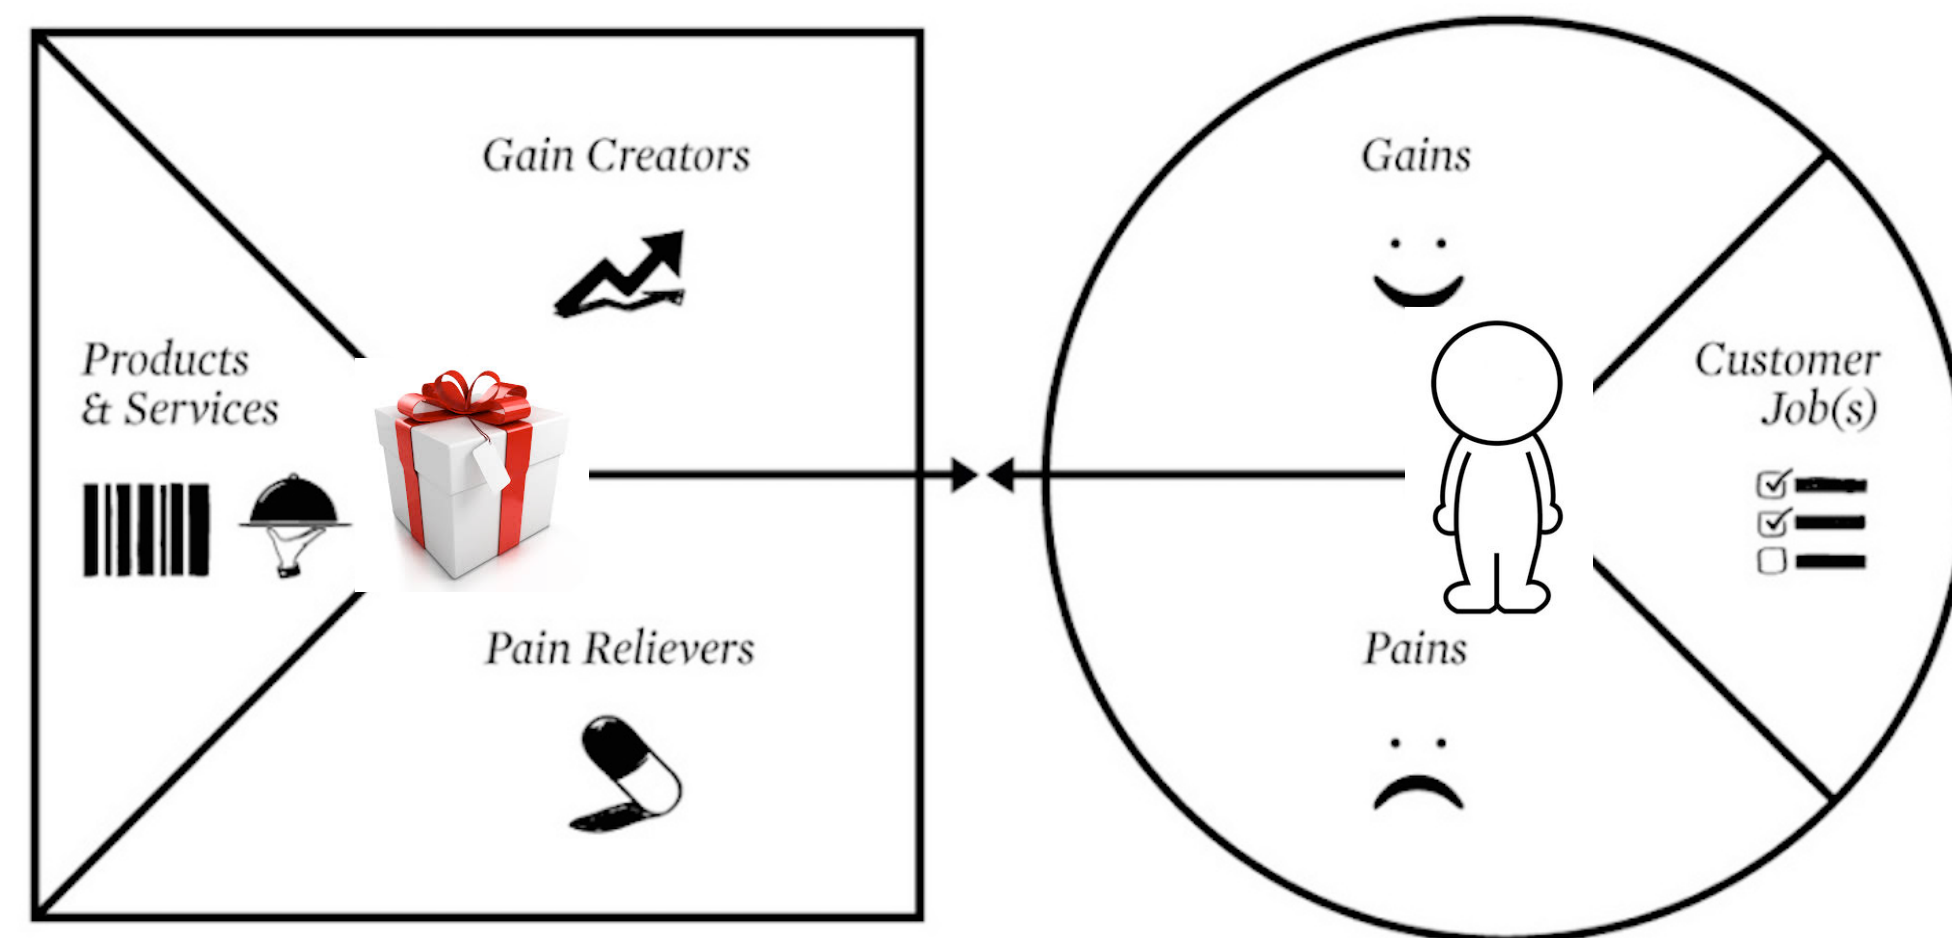 Gain Creators
Products
& Services
Pain Relievers
Gains
Customer
Job(s)
Pains